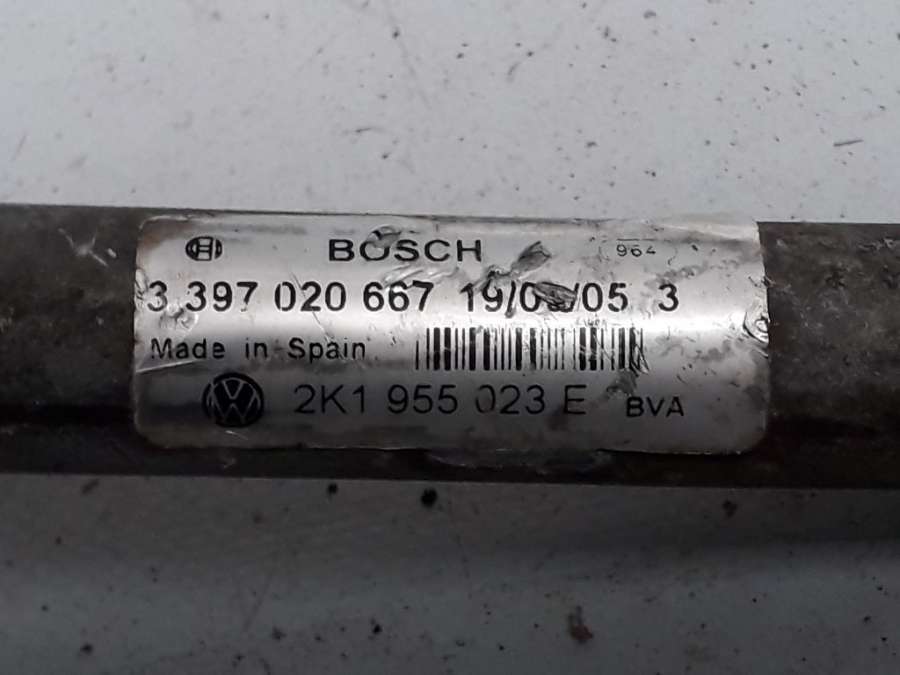 BOSCH 964
3 397 020 667 3
Made in Spain
2K1 955 023 E BVA